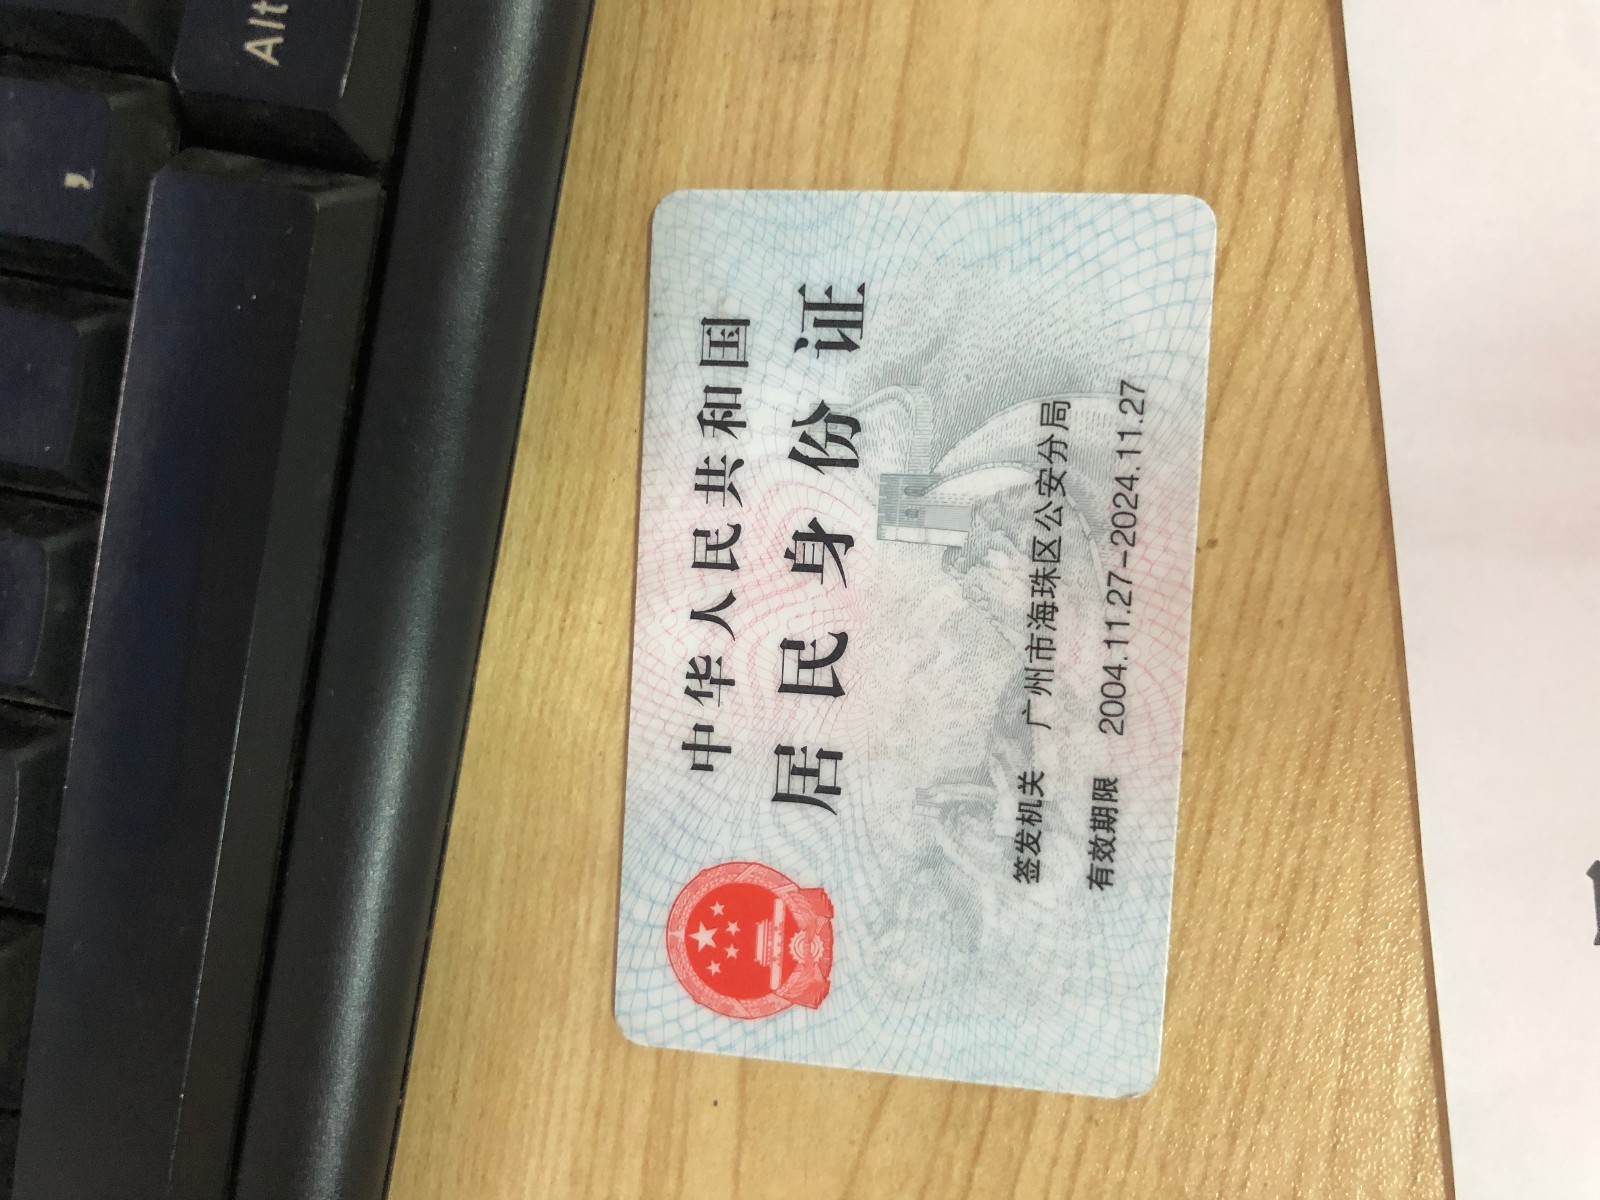 Alt
,
中华人民共和国
居民身份证
签发机关 广州市海珠区公安分局
有效期限 2004.11.27-2024.11.27